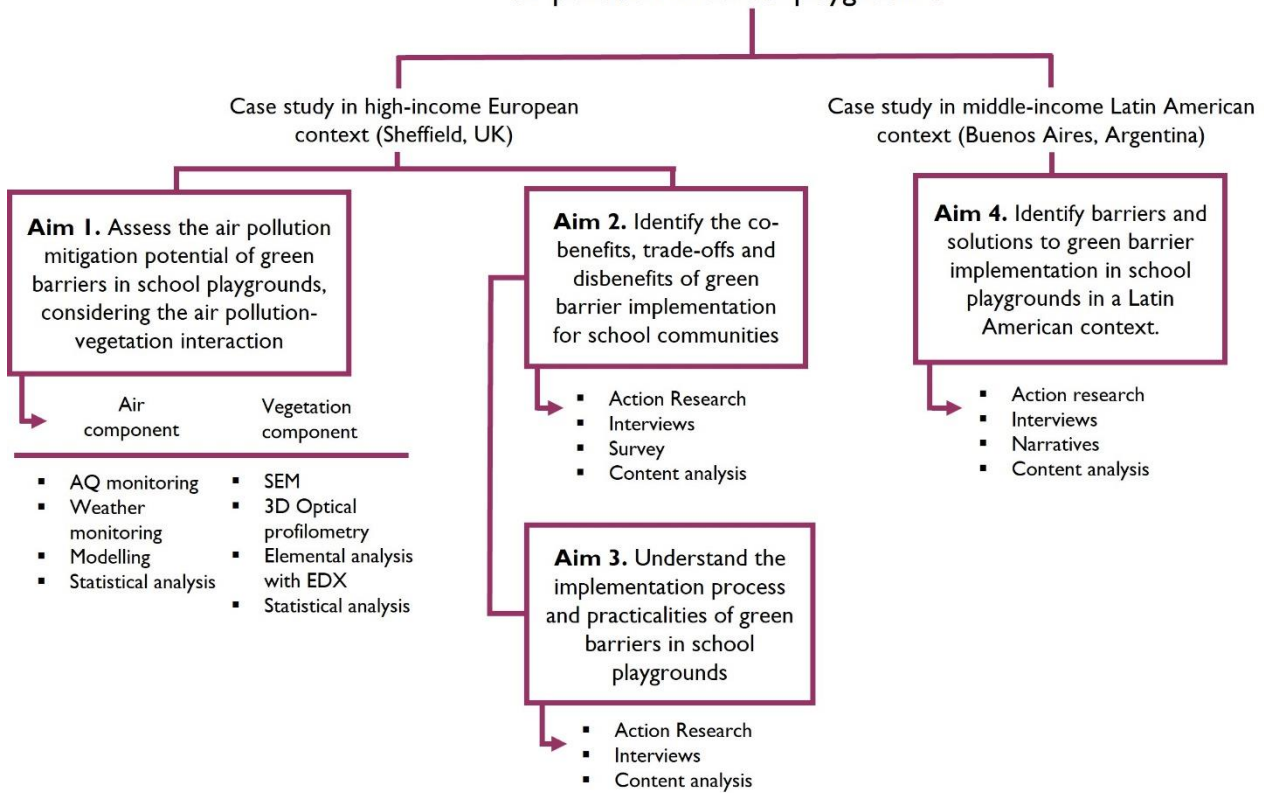 Case study in high-income European
context (Sheffield, UK)
Case study in middle-income Latin American
context (Buenos Aires, Argentina)
Aim 1. Assess the air pollution
mitigation potential of green
barriers in school playgrounds,
considering the air pollution-
vegetation interaction
Air
component
Vegetation
component
▪ AQ monitoring
▪ Weather
monitoring
▪ Modelling
▪ Statistical analysis
▪ SEM
▪ 3D Optical
profilometry
▪ Elemental analysis
with EDX
▪ Statistical analysis
Aim 2. Identify the co-
benefits, trade-offs and
disbenefits of green
barrier implementation
for school communities
▪ Action Research
▪ Interviews
▪ Survey
▪ Content analysis
Aim 3. Understand the
implementation process
and practicalities of green
barriers in school
playgrounds
▪ Action Research
▪ Interviews
▪ Content analysis
Aim 4. Identify barriers and
solutions to green barrier
implementation in school
playgrounds in a Latin
American context.
▪ Action research
▪ Interviews
▪ Narratives
▪ Content analysis